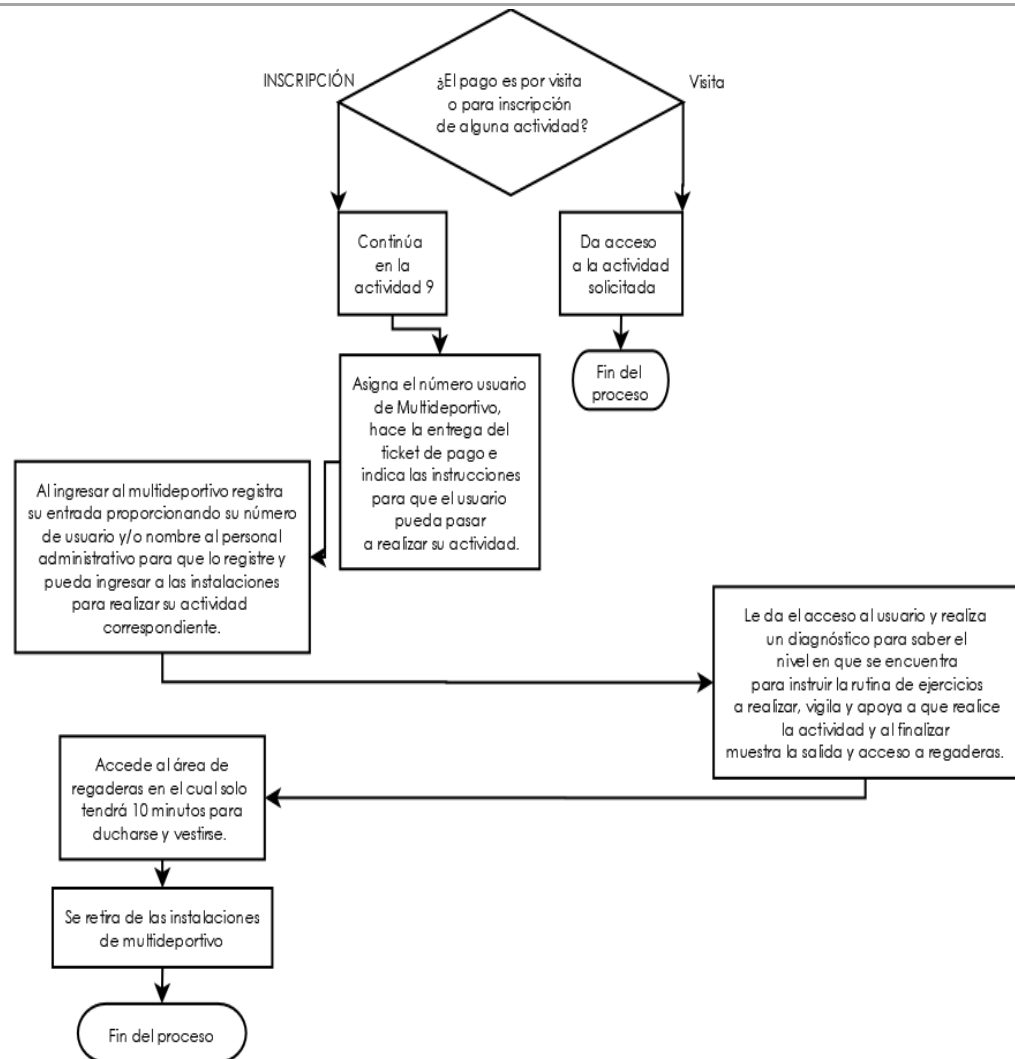 INSCRIPCIÓN
¿El pago es por visita
o para inscripción
de alguna actividad?
Visita
Continúa
en la
actividad 9
Da acceso
a la actividad
solicitada
Fin del
proceso
Asigna el número usuario
de Multideportivo,
hace la entrega del
ticket de pago e
indica las instrucciones
para que el usuario
pueda pasar
a realizar su actividad.
Al ingresar al multideportivo registra
su entrada proporcionando su número
de usuario y/o nombre al personal
administrativo para que lo registre y
pueda ingresar a las instalaciones
para realizar su actividad
correspondiente.
Le da el acceso al usuario y realiza
un diagnóstico para saber el
nivel en que se encuentra
para instruir la rutina de ejercicios
a realizar, vigila y apoya a que realice
la actividad y al finalizar
muestra la salida y acceso a regaderas.
Accede al área de
regaderas en el cual solo
tendrá 10 minutos para
ducharse y vestirse.
Se retira de las instalaciones
de multideportivo
Fin del proceso